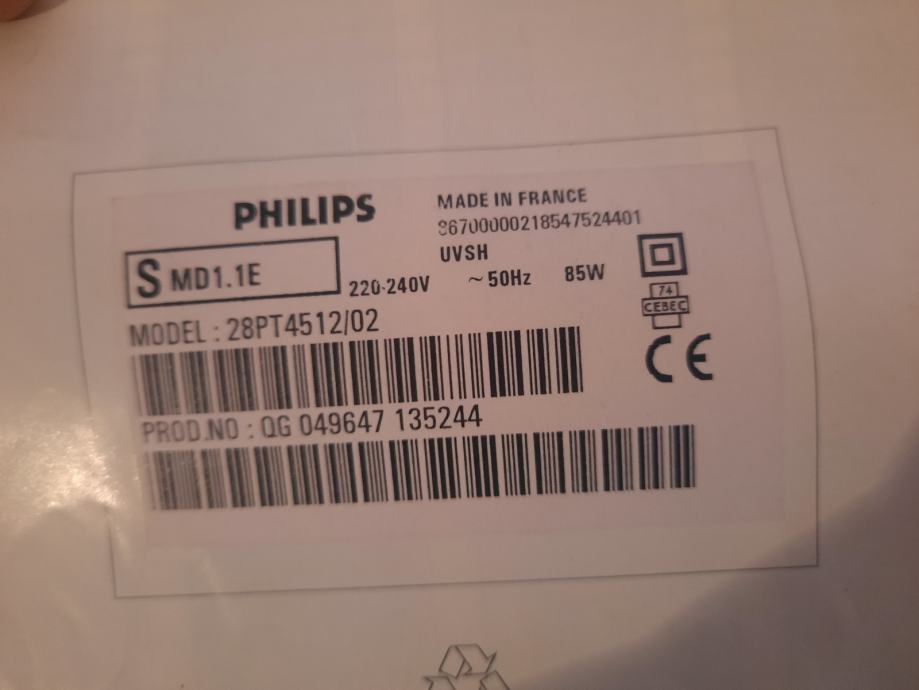 PHILIPS
MADE IN FRANCE
86700000218547524401
UVSH
S MD1.1E
220-240V ~50Hz 85W
74
CEBEC
MODEL : 28PT4512/02
CE
PROD.NO : QG 049647 135244